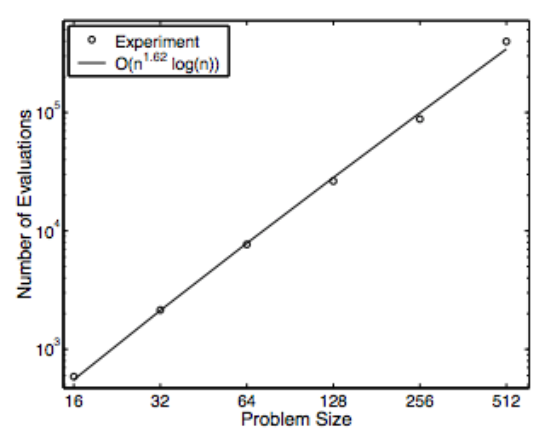 Experiment
O(n^1.62 log(n))
Number of Evaluations
10^5
10^4
10^3
16 32 64 128 256 512
Problem Size